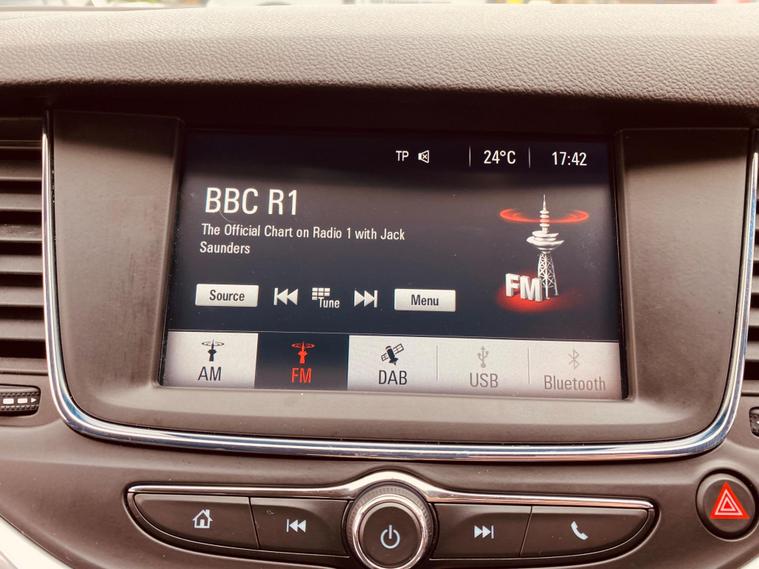 TP 24°C 17:42
BBC R1
The Official Chart on Radio 1 with Jack
Saunders
FM
Source Tune Menu
AM FM DAB USB Bluetooth